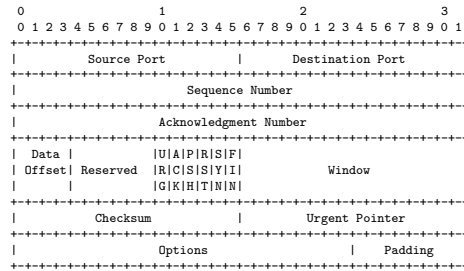 0 1 2 3
0 1 2 3 4 5 6 7 8 9 0 1 2 3 4 5 6 7 8 9 0 1 2 3 4 5 6 7 8 9 0 1
+-+-+-+-+-+-+-+-+-+-+-+-+-+-+-+-+-+-+-+-+-+-+-+-+-+-+-+-+-+-+-+-
| Source Port | Destination Port
+-+-+-+-+-+-+-+-+-+-+-+-+-+-+-+-+-+-+-+-+-+-+-+-+-+-+-+-+-+-+-+-
| Sequence Number
+-+-+-+-+-+-+-+-+-+-+-+-+-+-+-+-+-+-+-+-+-+-+-+-+-+-+-+-+-+-+-+-
| Acknowledgment Number
+-+-+-+-+-+-+-+-+-+-+-+-+-+-+-+-+-+-+-+-+-+-+-+-+-+-+-+-+-+-+-+-
| Data | |U|A|P|R|S|F|
| Offset| Reserved |R|C|S|S|Y|I| Window
| | |G|K|H|T|N|N|
+-+-+-+-+-+-+-+-+-+-+-+-+-+-+-+-+-+-+-+-+-+-+-+-+-+-+-+-+-+-+-+-
| Checksum | Urgent Pointer
+-+-+-+-+-+-+-+-+-+-+-+-+-+-+-+-+-+-+-+-+-+-+-+-+-+-+-+-+-+-+-+-
| Options | Padding
+-+-+-+-+-+-+-+-+-+-+-+-+-+-+-+-+-+-+-+-+-+-+-+-+-+-+-+-+-+-+-+-